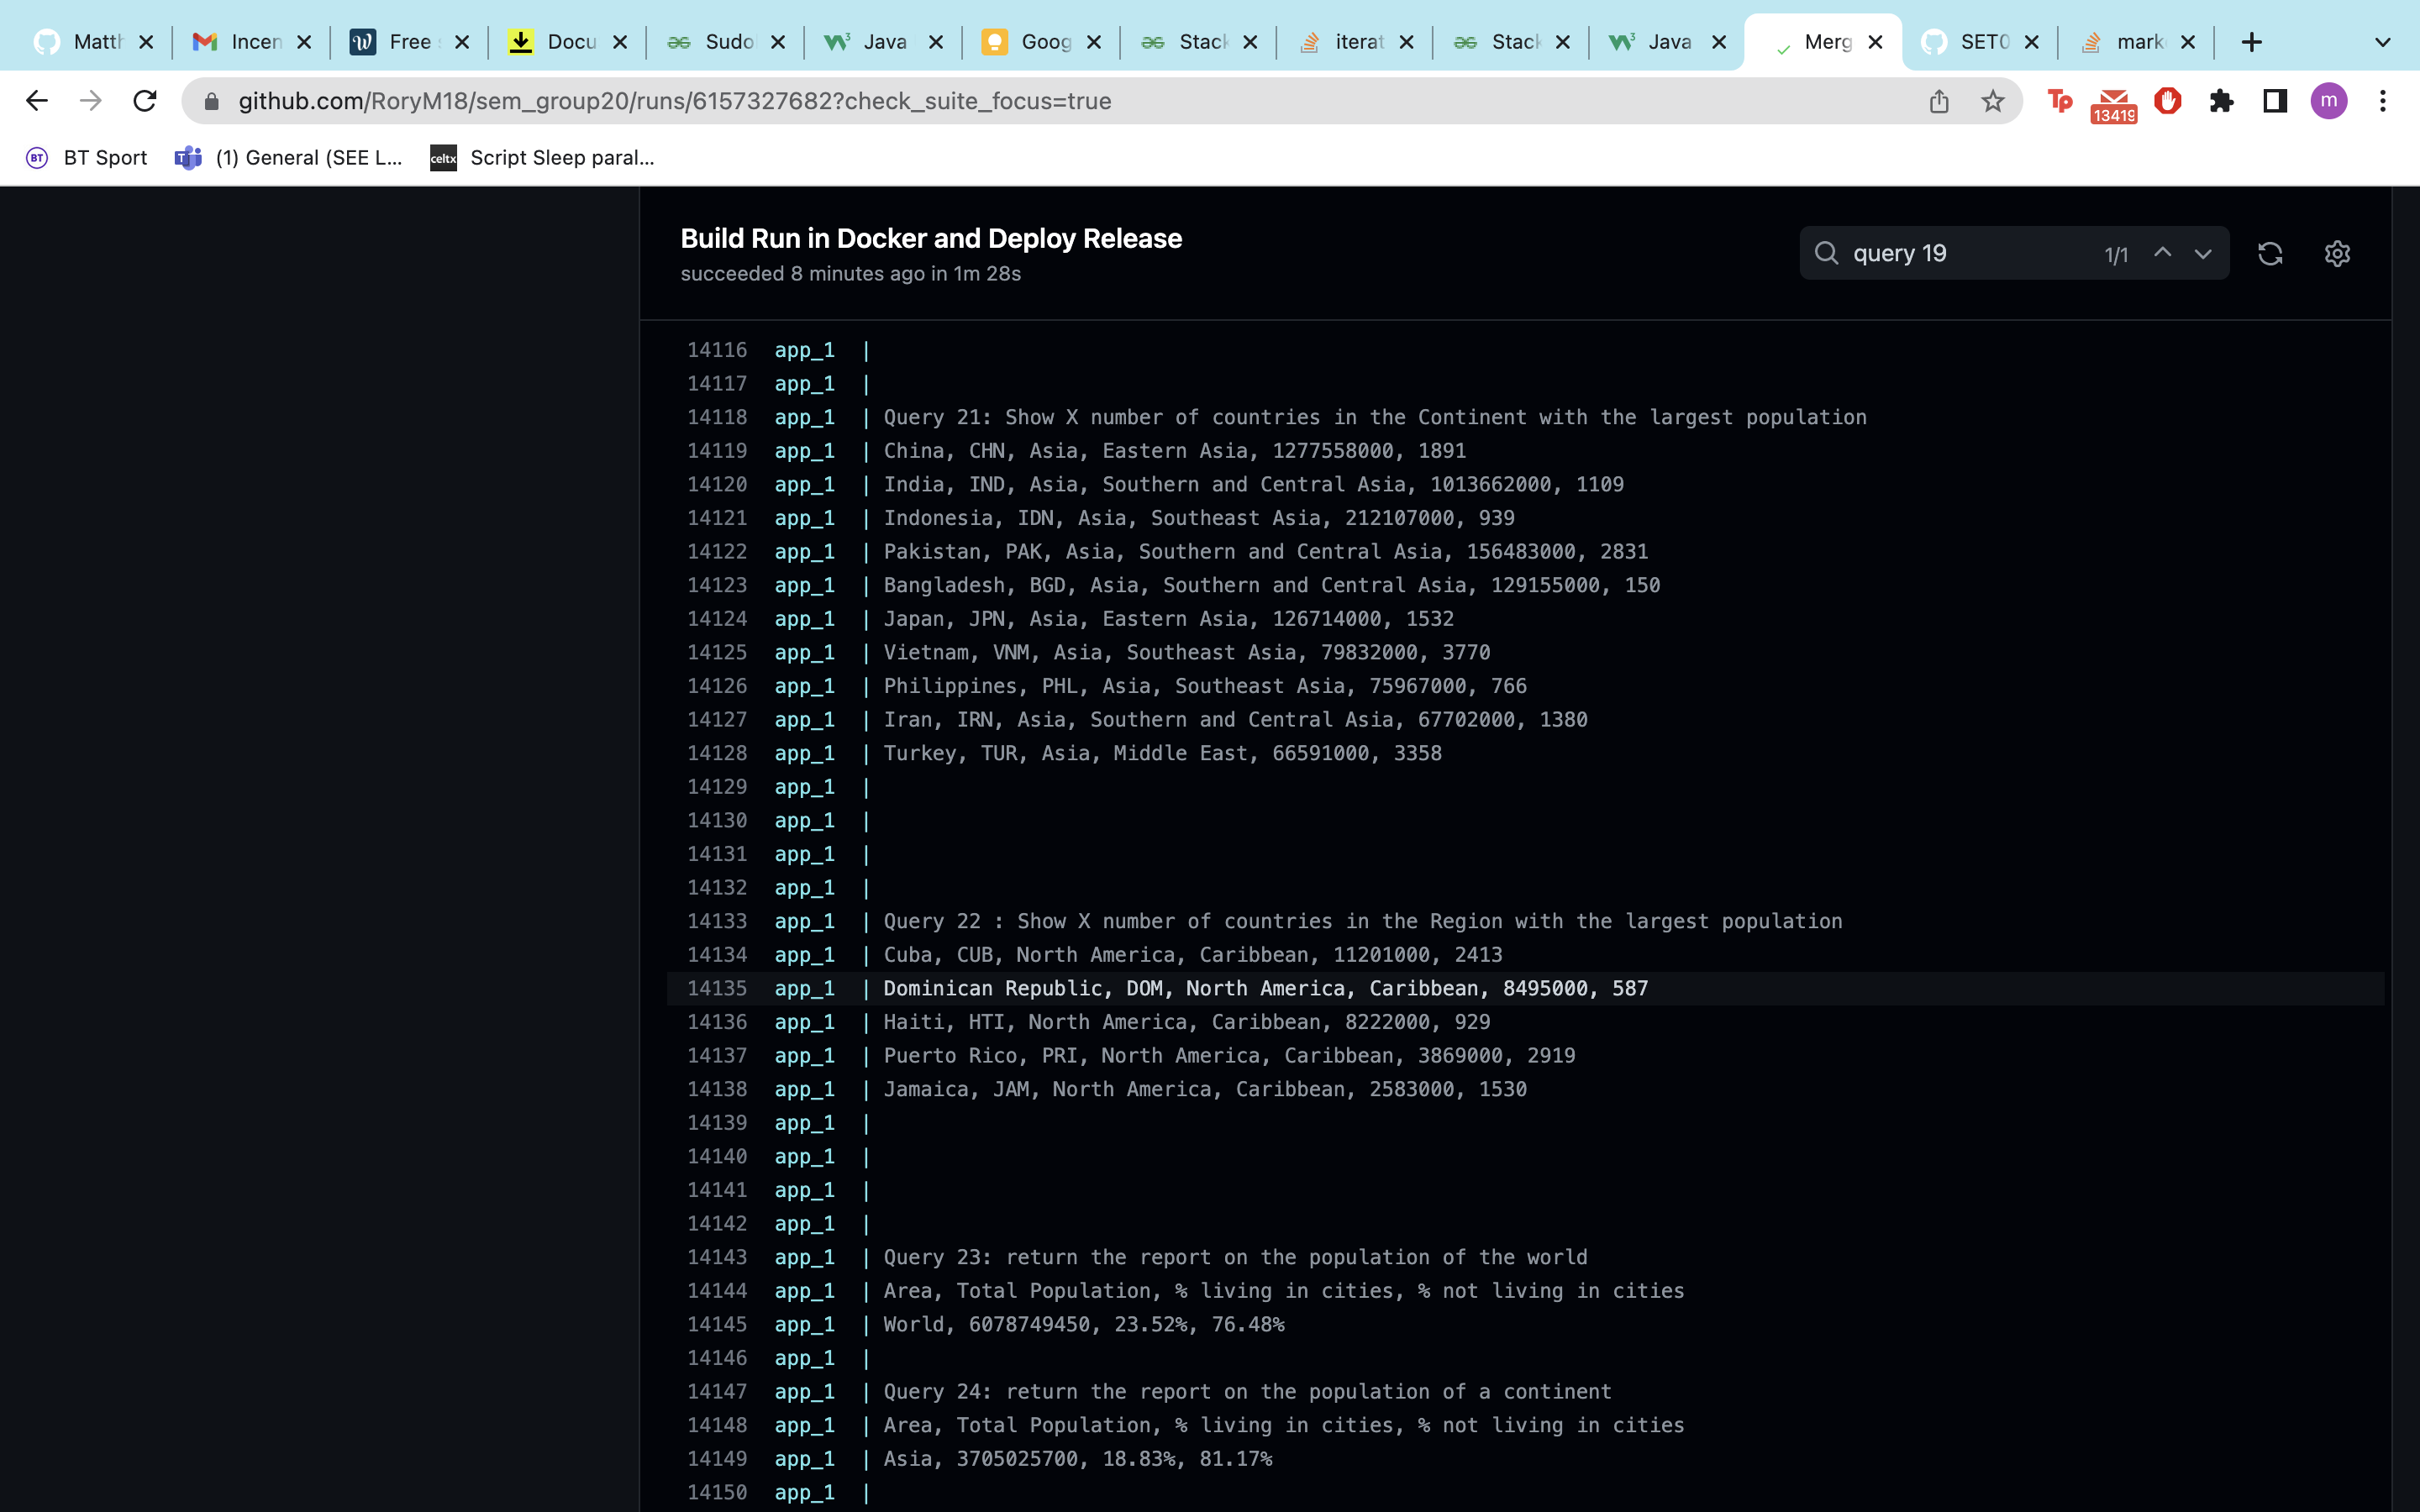 Matth Incen Free Docu Sudo Java Goog Stack iterat Stack Java Merg SET0 mark
github.com/RoryM18/sem_group20/runs/6157327682?check_suite_focus=true Tp 13419 m
BT BT Sport (1) General (SEE L... celtx Script Sleep paral...
Build Run in Docker and Deploy Release
succeeded 8 minutes ago in 1m 28s
query 19 1/1
14116 app_1 |
14117 app_1 |
14118 app_1 | Query 21: Show X number of countries in the Continent with the largest population
14119 app_1 | China, CHN, Asia, Eastern Asia, 1277558000, 1891
14120 app_1 | India, IND, Asia, Southern and Central Asia, 1013662000, 1109
14121 app_1 | Indonesia, IDN, Asia, Southeast Asia, 212107000, 939
14122 app_1 | Pakistan, PAK, Asia, Southern and Central Asia, 156483000, 2831
14123 app_1 | Bangladesh, BGD, Asia, Southern and Central Asia, 129155000, 150
14124 app_1 | Japan, JPN, Asia, Eastern Asia, 126714000, 1532
14125 app_1 | Vietnam, VNM, Asia, Southeast Asia, 79832000, 3770
14126 app_1 | Philippines, PHL, Asia, Southeast Asia, 75967000, 766
14127 app_1 | Iran, IRN, Asia, Southern and Central Asia, 67702000, 1380
14128 app_1 | Turkey, TUR, Asia, Middle East, 66591000, 3358
14129 app_1 |
14130 app_1 |
14131 app_1 |
14132 app_1 |
14133 app_1 | Query 22 : Show X number of countries in the Region with the largest population
14134 app_1 | Cuba, CUB, North America, Caribbean, 11201000, 2413
14135 app_1 | Dominican Republic, DOM, North America, Caribbean, 8495000, 587
14136 app_1 | Haiti, HTI, North America, Caribbean, 8222000, 929
14137 app_1 | Puerto Rico, PRI, North America, Caribbean, 3869000, 2919
14138 app_1 | Jamaica, JAM, North America, Caribbean, 2583000, 1530
14139 app_1 |
14140 app_1 |
14141 app_1 |
14142 app_1 |
14143 app_1 | Query 23: return the report on the population of the world
14144 app_1 | Area, Total Population, % living in cities, % not living in cities
14145 app_1 | World, 6078749450, 23.52%, 76.48%
14146 app_1 |
14147 app_1 | Query 24: return the report on the population of a continent
14148 app_1 | Area, Total Population, % living in cities, % not living in cities
14149 app_1 | Asia, 3705025700, 18.83%, 81.17%
14150 app_1 |